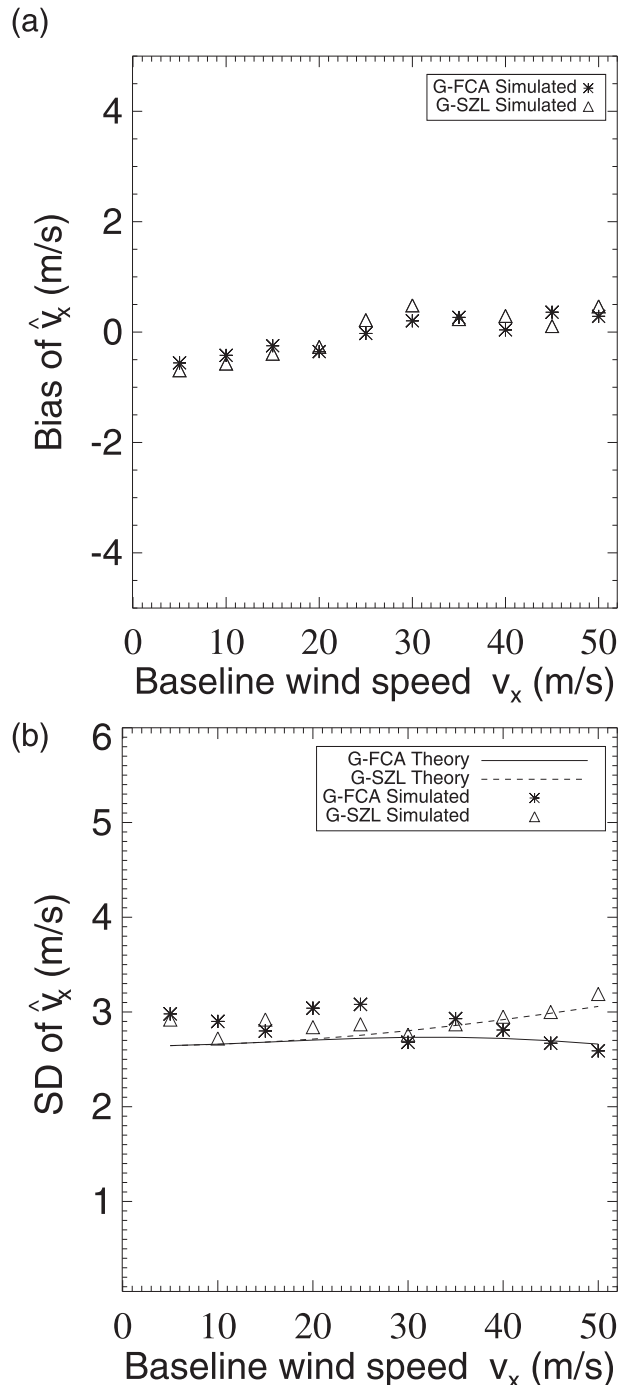 (a)
4
2
0
-2
-4
Bias of v̂ₓ (m/s)
G-FCA Simulated
G-SZL Simulated
0 10 20 30 40 50
Baseline wind speed vₓ (m/s)
(b)
6
5
4
3
2
1
SD of v̂ₓ (m/s)
G-FCA Theory
G-SZL Theory
G-FCA Simulated
G-SZL Simulated
0 10 20 30 40 50
Baseline wind speed vₓ (m/s)